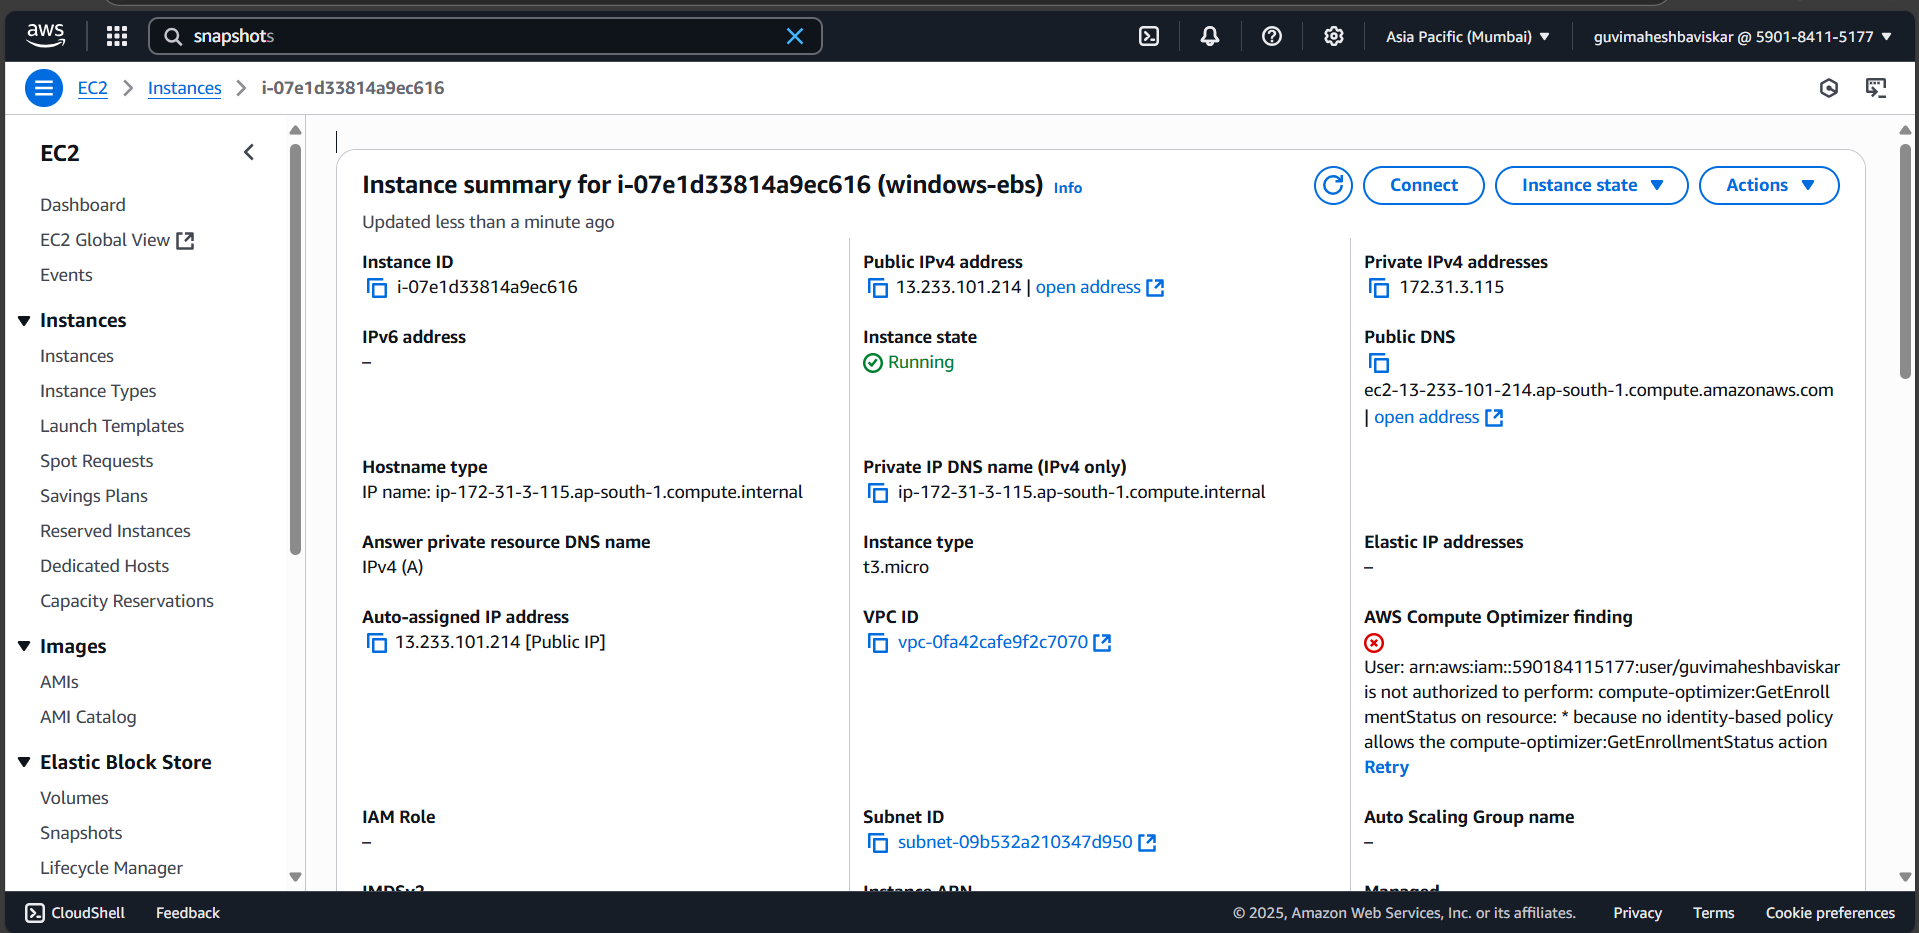 aws
snapshots
Asia Pacific (Mumbai)
guvimaheshbaviskar @ 5901-8411-5177
EC2
Instances
i-07e1d33814a9ec616
EC2
Dashboard
EC2 Global View
Events
Instances
Instances
Instance Types
Launch Templates
Spot Requests
Savings Plans
Reserved Instances
Dedicated Hosts
Capacity Reservations
Images
AMIs
AMI Catalog
Elastic Block Store
Volumes
Snapshots
Lifecycle Manager
Instance summary for i-07e1d33814a9ec616 (windows-ebs) Info
Connect
Instance state
Actions
Updated less than a minute ago
Instance ID
i-07e1d33814a9ec616
Public IPv4 address
13.233.101.214 | open address
Private IPv4 addresses
172.31.3.115
IPv6 address
–
Instance state
Running
Public DNS
ec2-13-233-101-214.ap-south-1.compute.amazonaws.com
| open address
Hostname type
IP name: ip-172-31-3-115.ap-south-1.compute.internal
Private IP DNS name (IPv4 only)
ip-172-31-3-115.ap-south-1.compute.internal
Answer private resource DNS name
IPv4 (A)
Instance type
t3.micro
Elastic IP addresses
–
Auto-assigned IP address
13.233.101.214 [Public IP]
VPC ID
vpc-0fa42cafe9f2c7070
AWS Compute Optimizer finding
User: arn:aws:iam::590184115177:user/guvimaheshbaviskar
is not authorized to perform: compute-optimizer:GetEnroll
mentStatus on resource: * because no identity-based policy
allows the compute-optimizer:GetEnrollmentStatus action
Retry
IAM Role
–
Subnet ID
subnet-09b532a210347d950
Auto Scaling Group name
–
IMDSv2
Instance ARN
Managed
CloudShell
Feedback
© 2025, Amazon Web Services, Inc. or its affiliates.
Privacy
Terms
Cookie preferences